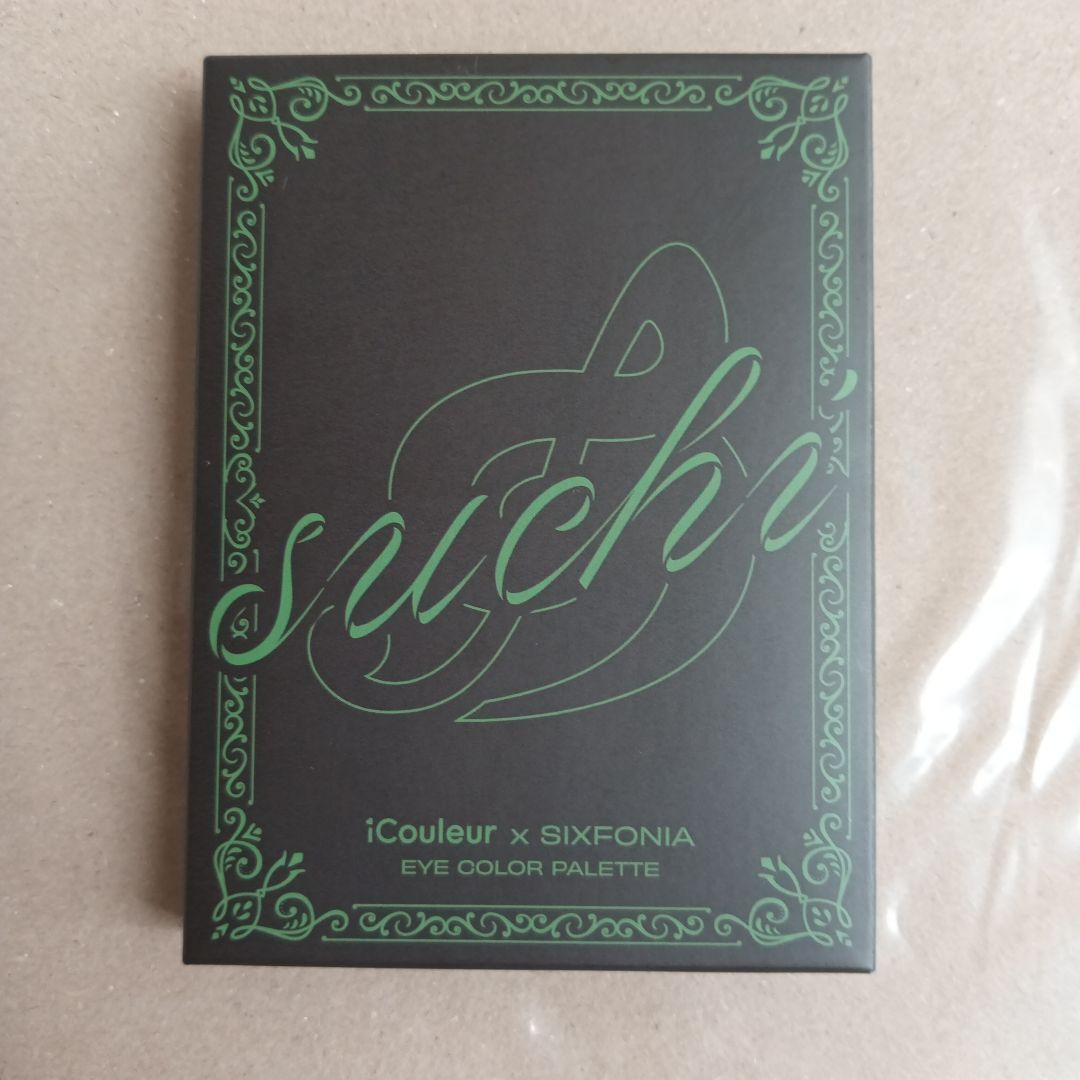 suchi
iCouleur x SIXFONIA
EYE COLOR PALETTE